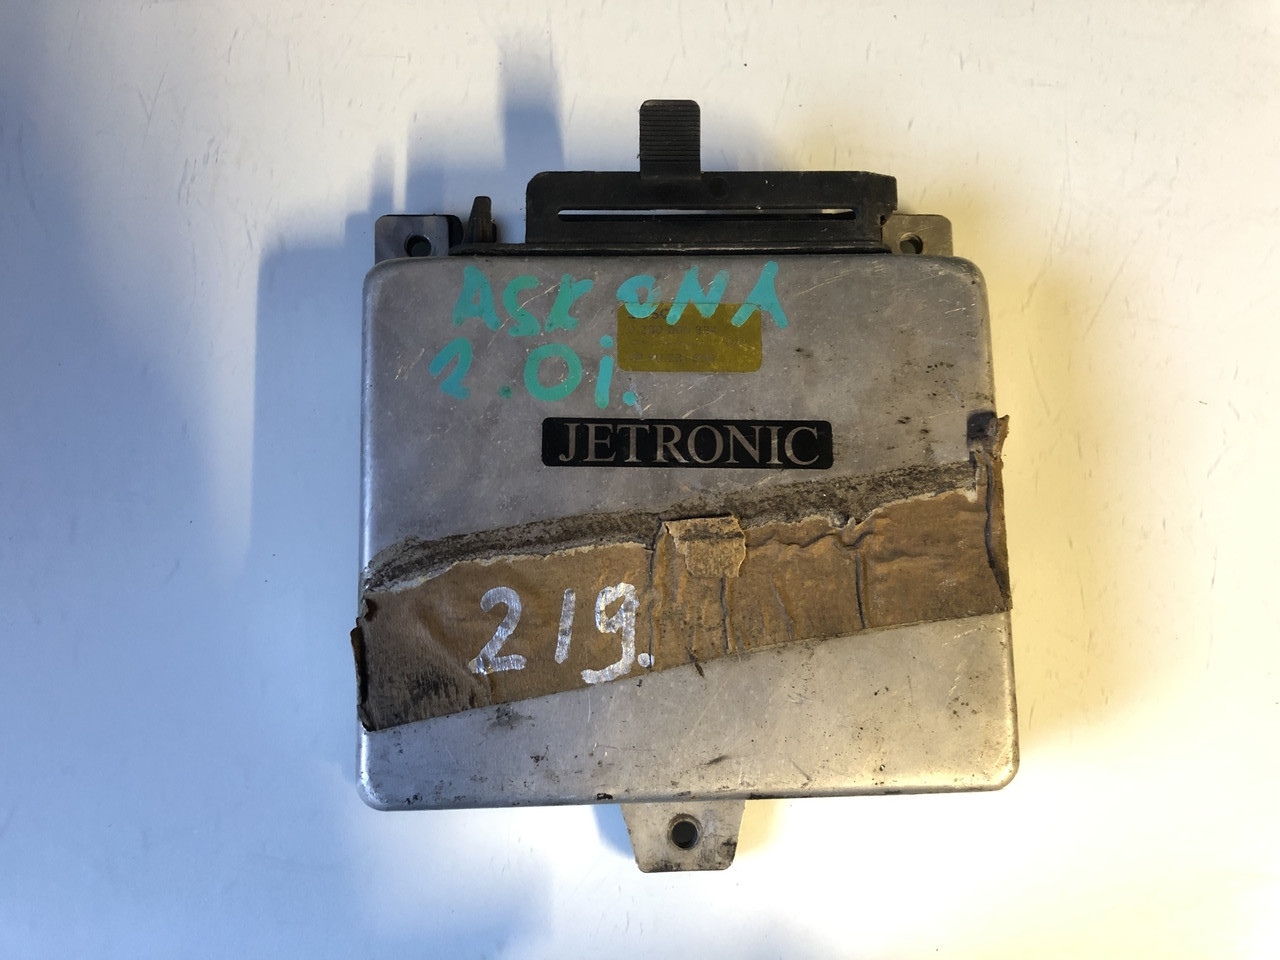 ASKONA
2.0i.
JETRONIC
219.